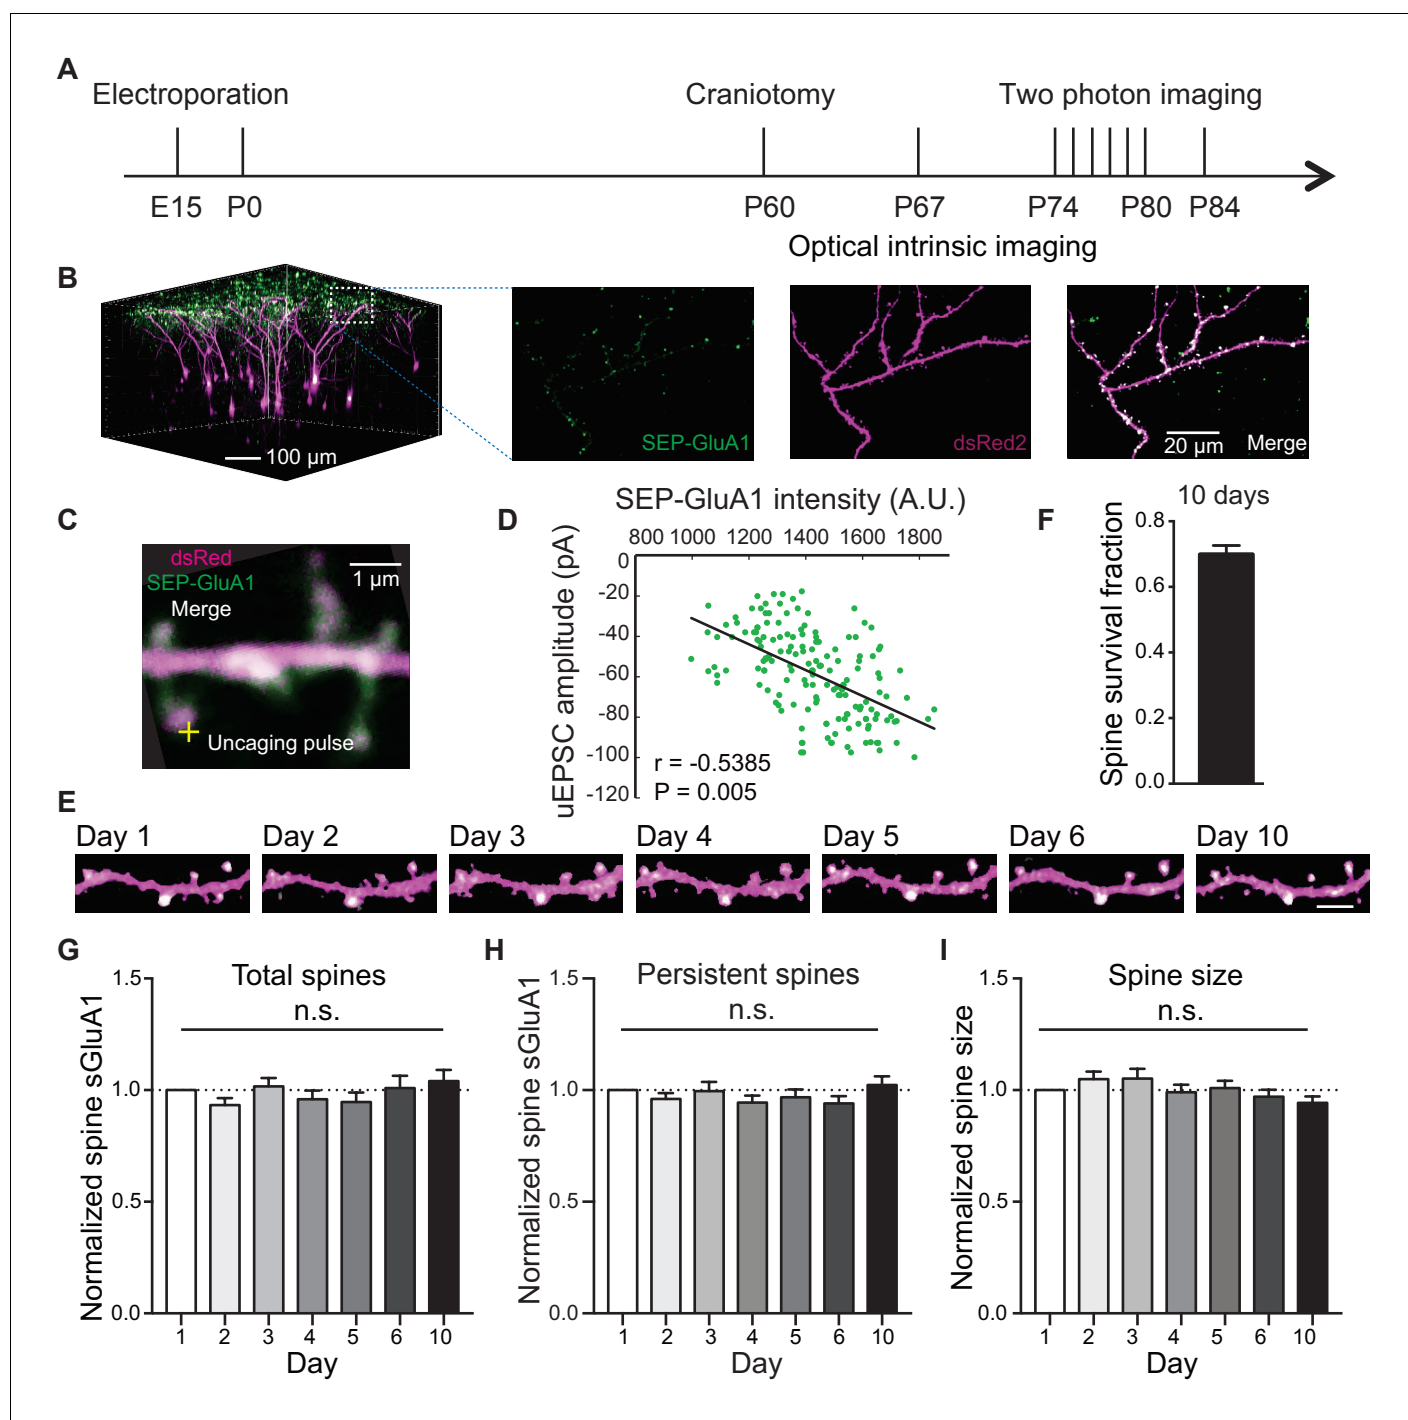 A
Electroporation
Craniotomy
Two photon imaging
E15 P0 P60 P67 P74 P80 P84
Optical intrinsic imaging
B
100 µm
SEP-GluA1
dsRed2
20 µm
Merge
C
dsRed
SEP-GluA1
Merge
1 µm
Uncaging pulse
D
SEP-GluA1 intensity (A.U.)
800 1000 1200 1400 1600 1800
uEPSC amplitude (pA)
0
-20
-40
-60
-80
-100
-120
r = -0.5385
P = 0.005
F
10 days
Spine survival fraction
0.8
0.6
0.4
0.2
0.0
E
Day 1
Day 2
Day 3
Day 4
Day 5
Day 6
Day 10
G
Total spines
n.s.
Normalized spine sGluA1
1.5
1.0
0.5
0.0
1 2 3 4 5 6 10
Day
H
Persistent spines
n.s.
Normalized spine sGluA1
1.5
1.0
0.5
0.0
1 2 3 4 5 6 10
Day
I
Spine size
n.s.
Normalized spine size
1.5
1.0
0.5
0.0
1 2 3 4 5 6 10
Day